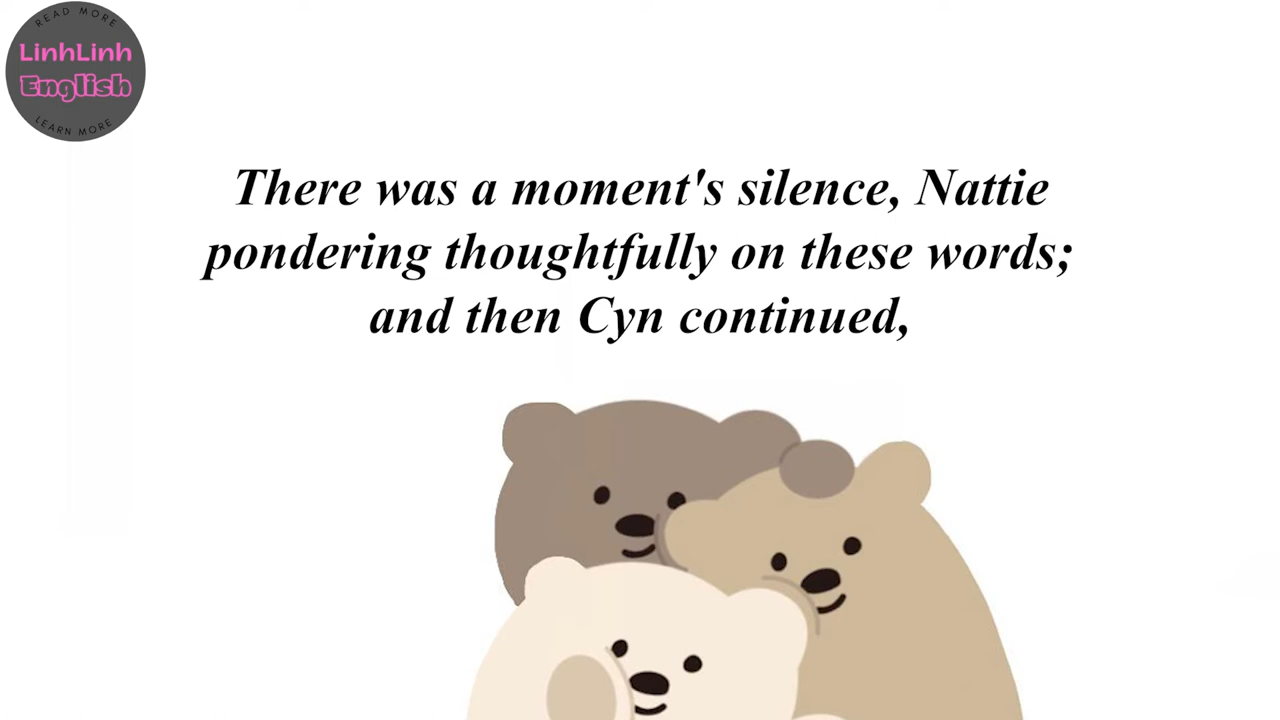 READ MORE
LinhLinh
English
LEARN MORE
There was a moment's silence, Nattie
pondering thoughtfully on these words;
and then Cyn continued,